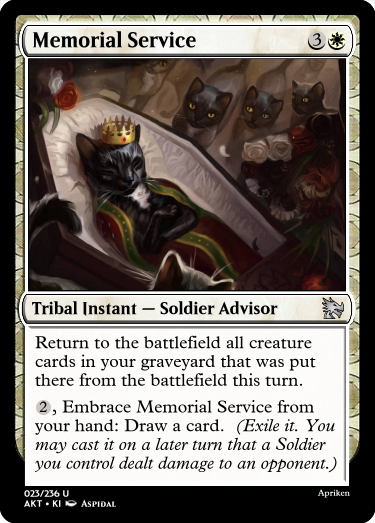 Memorial Service 3
Tribal Instant — Soldier Advisor
Return to the battlefield all creature
cards in your graveyard that was put
there from the battlefield this turn.
2, Embrace Memorial Service from
your hand: Draw a card. (Exile it. You
may cast it on a later turn that a Soldier
you control dealt damage to an opponent.)
023/236 U
Apriken
AKT • KI Aspidal